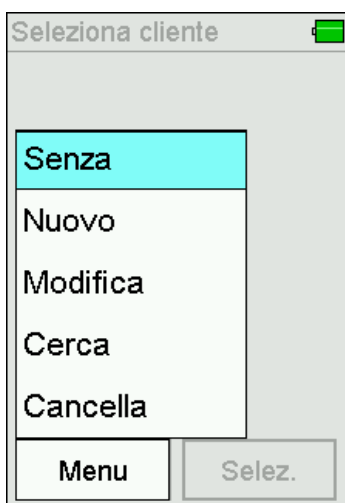 Seleziona cliente
Senza
Nuovo
Modifica
Cerca
Cancella
Menu Selez.